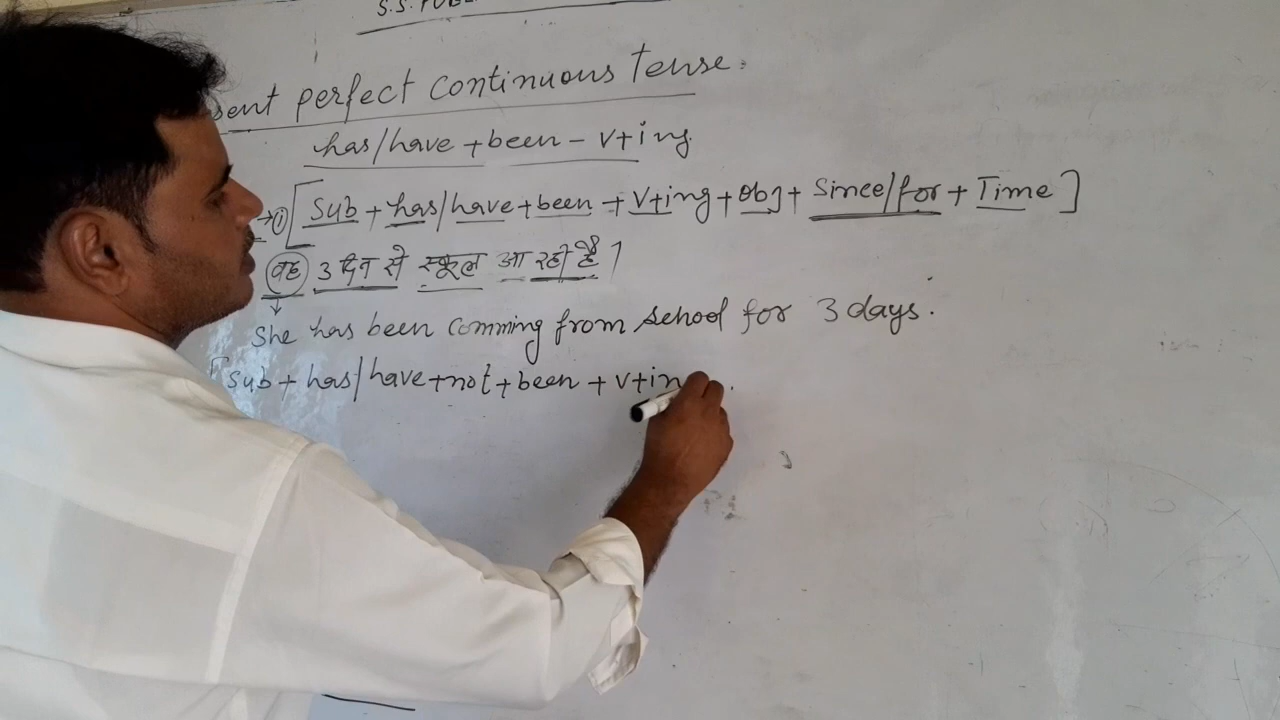 S.S.
sent perfect continuous tense.
has/have + been - v+ing
→ ① [Sub + has/have + been + v+ing + obj + Since/for + Time]
वह 3 दिन से स्कूल आ रही है।
She has been comming from school for 3 days.
[sub + has/have + not + been + v+in